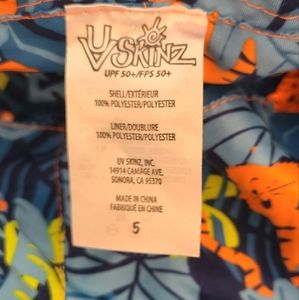 UV SKINZ
UPF 50+/FPS 50+
SHELL/EXTÉRIEUR
100% POLYESTER/POLYESTER
LINER/DOUBLURE
100% POLYESTER/POLYESTER
UV SKINZ, INC.
14914 CAMAGE AVE.
SONORA, CA 95370
MADE IN CHINA
FABRIQUÉ EN CHINE
5